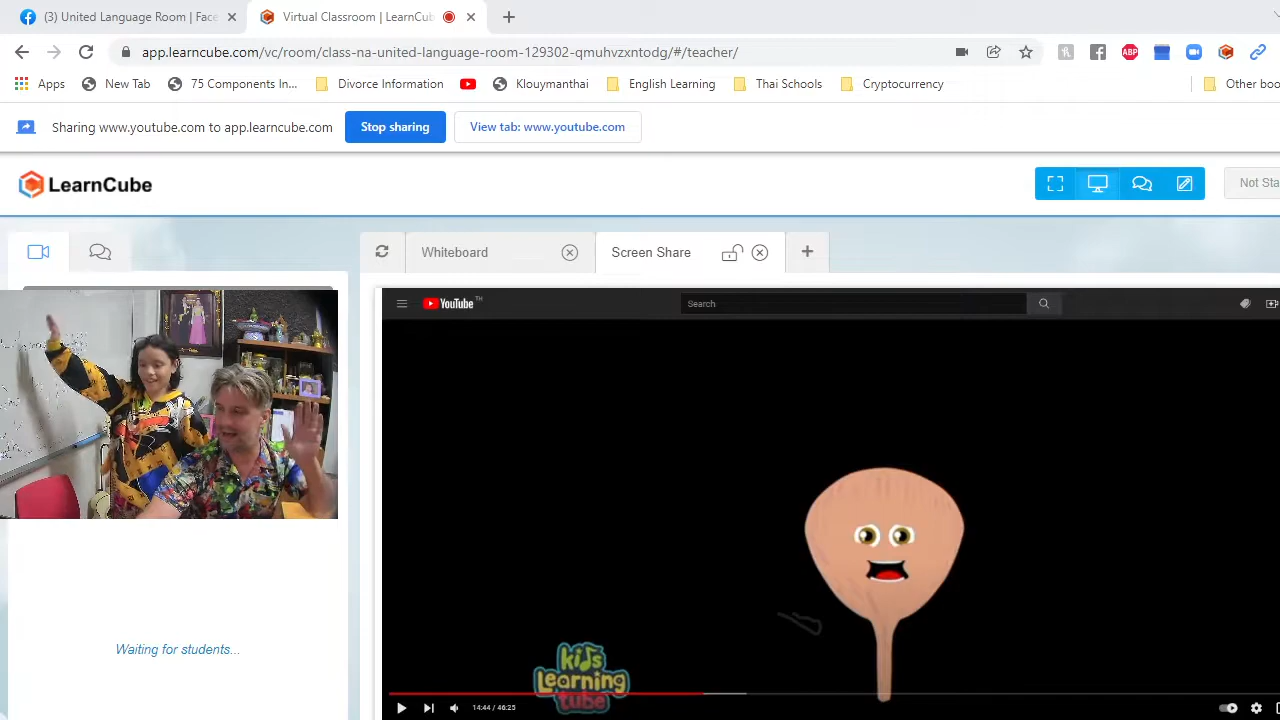 (3) United Language Room | Face
Virtual Classroom | LearnCub
app.learncube.com/vc/room/class-na-united-language-room-129302-qmuhvzxntodg/#/teacher/
ABP
Apps
New Tab
75 Components In...
Divorce Information
Klouymanthai
English Learning
Thai Schools
Cryptocurrency
Other boo
Sharing www.youtube.com to app.learncube.com
Stop sharing
View tab: www.youtube.com
LearnCube
Not Sta
Whiteboard
Screen Share
YouTube TH
Search
Waiting for students...
kids
Learning
tube
14:44 / 46:25